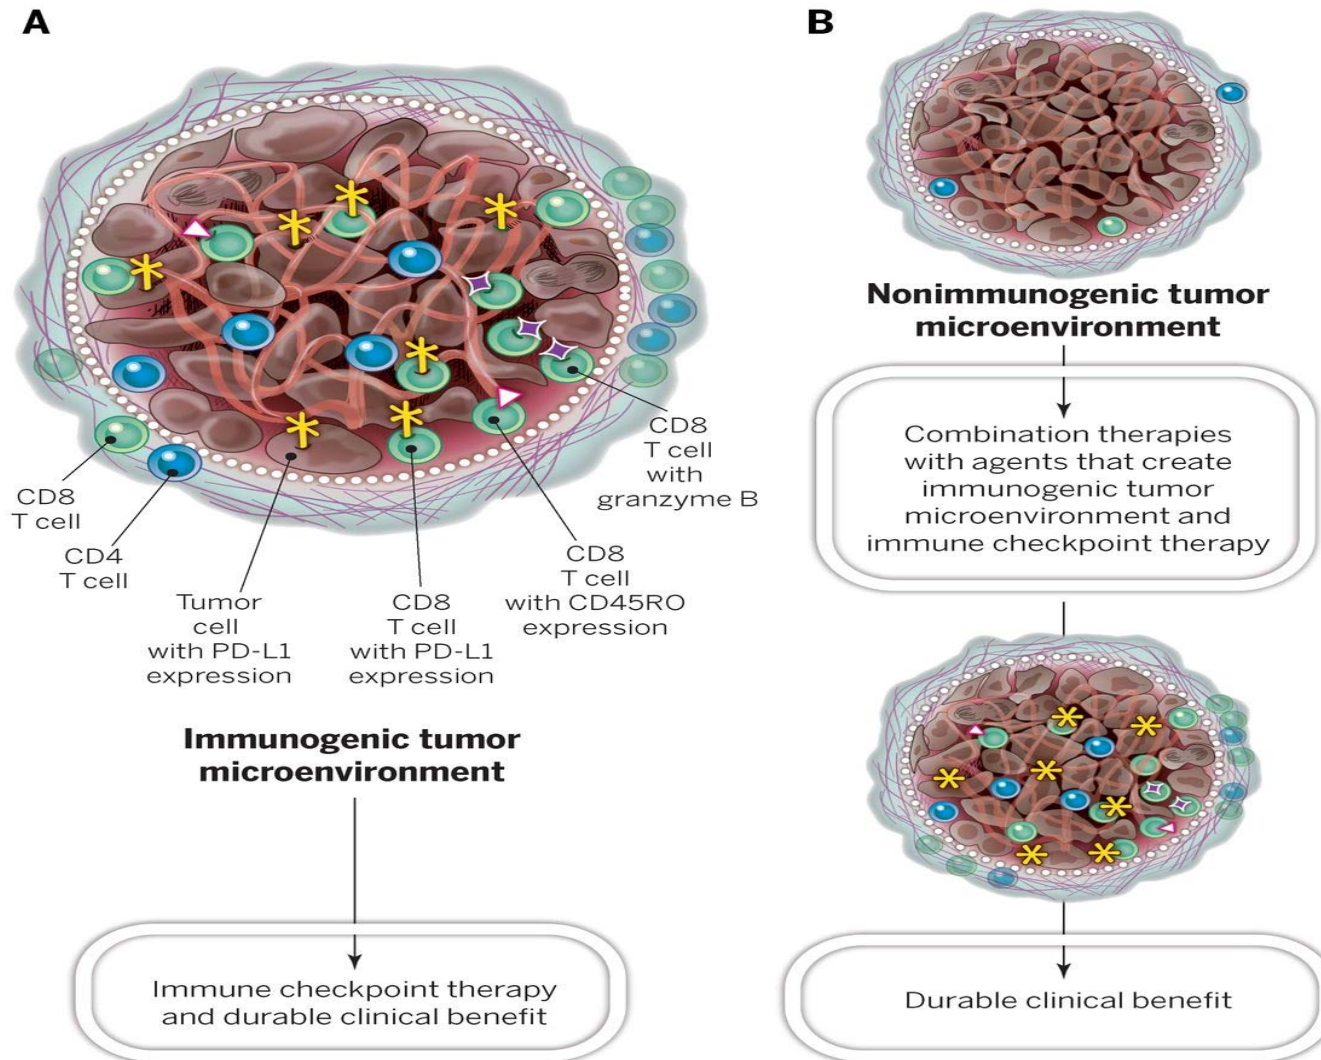 A
CD8
T cell
CD4
T cell
Tumor
cell
with PD-L1
expression
CD8
T cell
with PD-L1
expression
CD8
T cell
with CD45RO
expression
CD8
T cell
with
granzyme B
Immunogenic tumor
microenvironment
Immune checkpoint therapy
and durable clinical benefit
B
Nonimmunogenic tumor
microenvironment
Combination therapies
with agents that create
immunogenic tumor
microenvironment and
immune checkpoint therapy
Durable clinical benefit